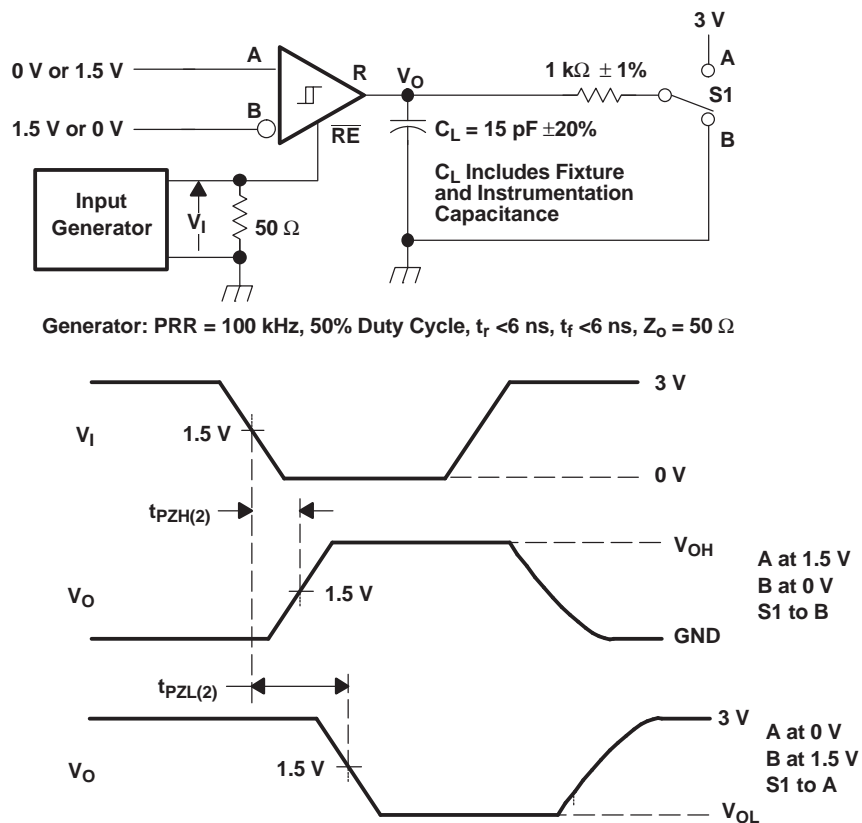 3 V
A
0 V or 1.5 V
R
V_O
1 kΩ ± 1%
A
S1
B
1.5 V or 0 V
B
R̅E̅
C_L = 15 pF ±20%
C_L Includes Fixture
and Instrumentation
Capacitance
Input
Generator
V_I
50 Ω
Generator: PRR = 100 kHz, 50% Duty Cycle, t_r <6 ns, t_f <6 ns, Z_o = 50 Ω
3 V
V_I
1.5 V
0 V
t_PZH(2)
V_OH
A at 1.5 V
B at 0 V
S1 to B
V_O
1.5 V
GND
t_PZL(2)
3 V
A at 0 V
B at 1.5 V
S1 to A
V_O
1.5 V
V_OL